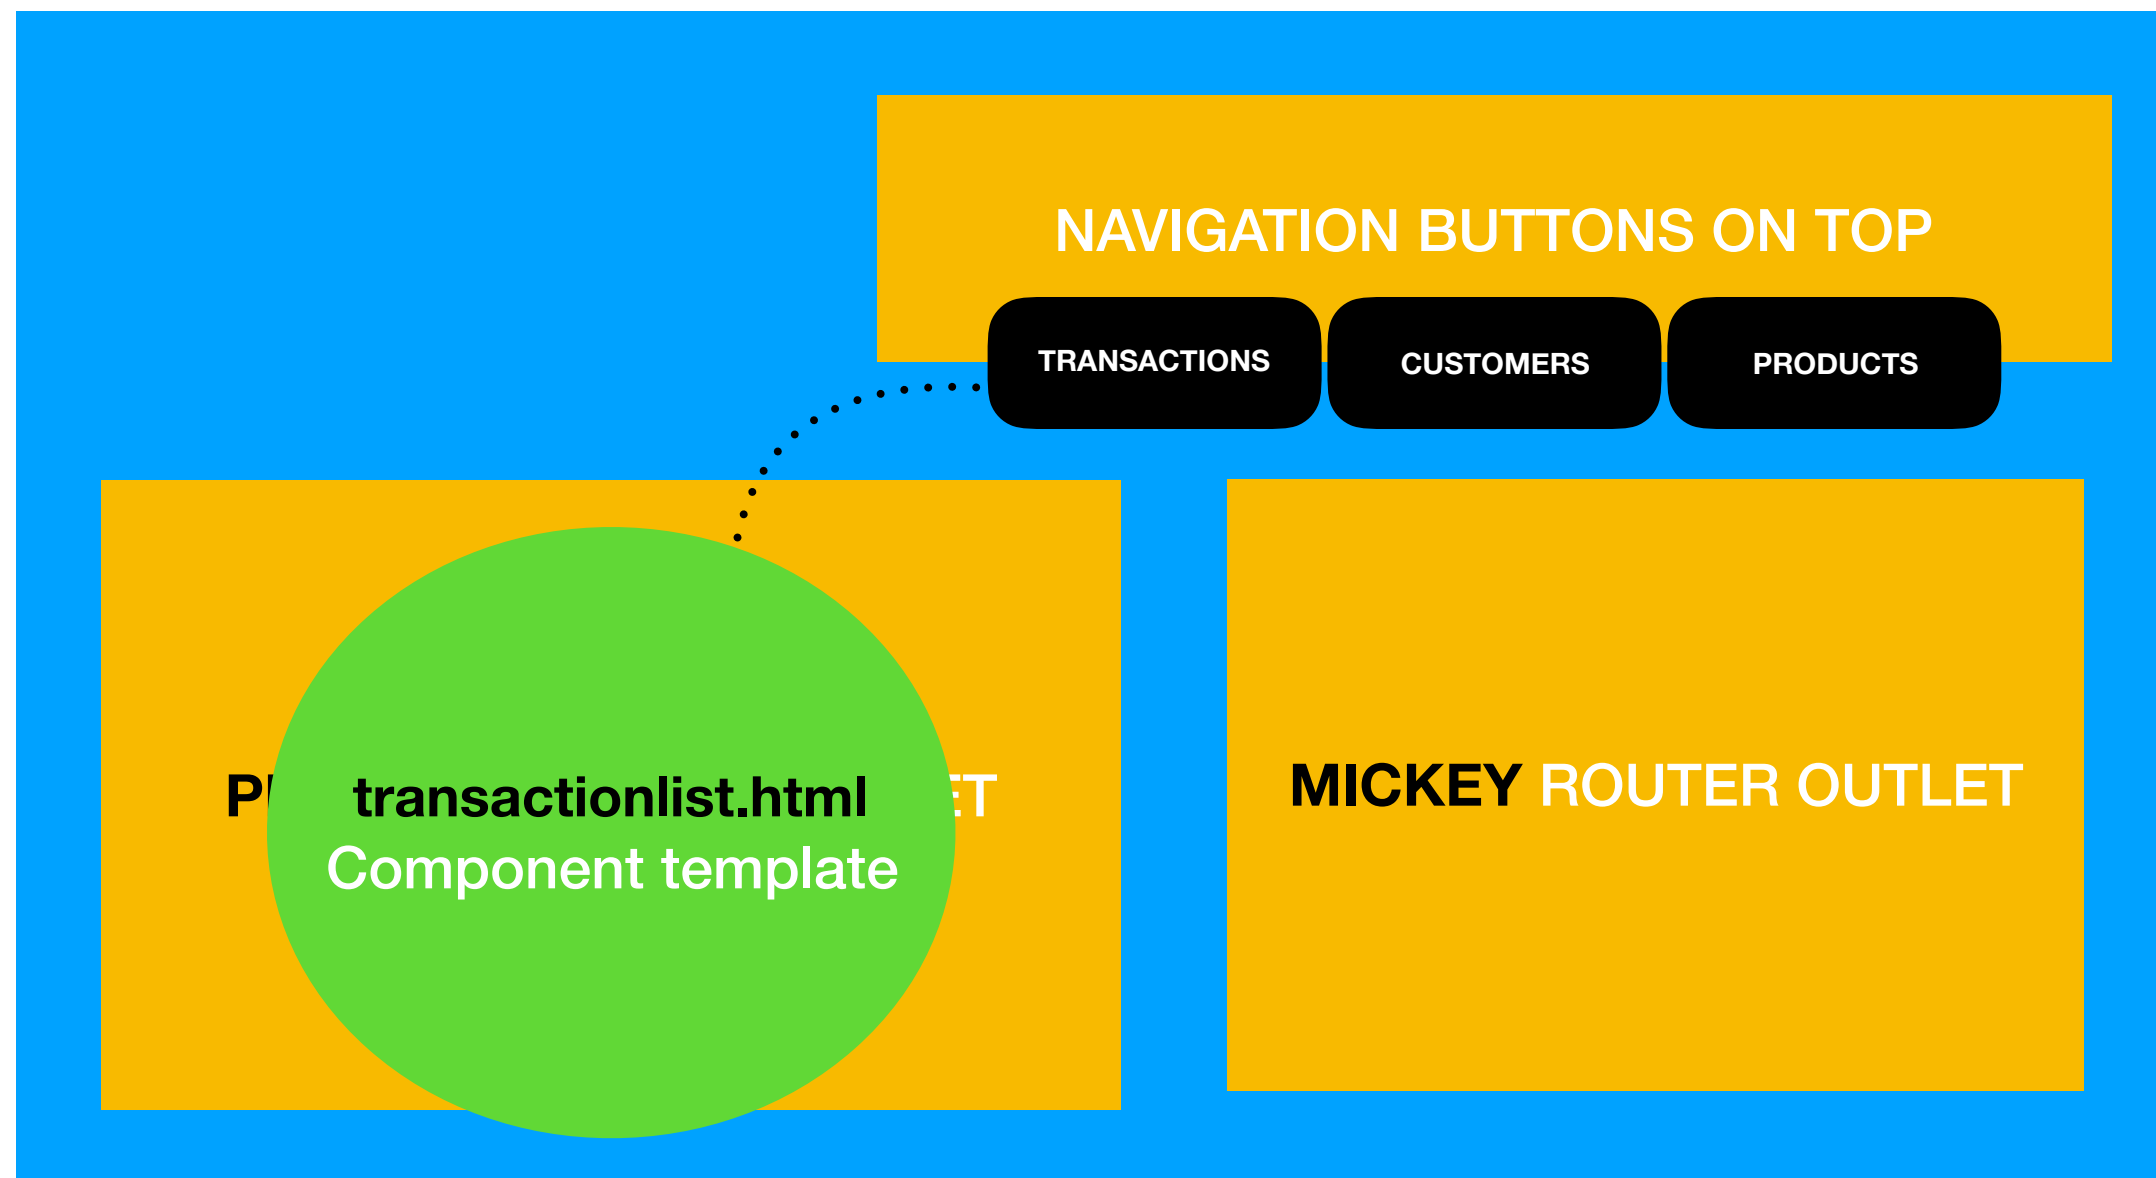 NAVIGATION BUTTONS ON TOP
TRANSACTIONS CUSTOMERS PRODUCTS
transactionlist.html
Component template
MICKEY ROUTER OUTLET